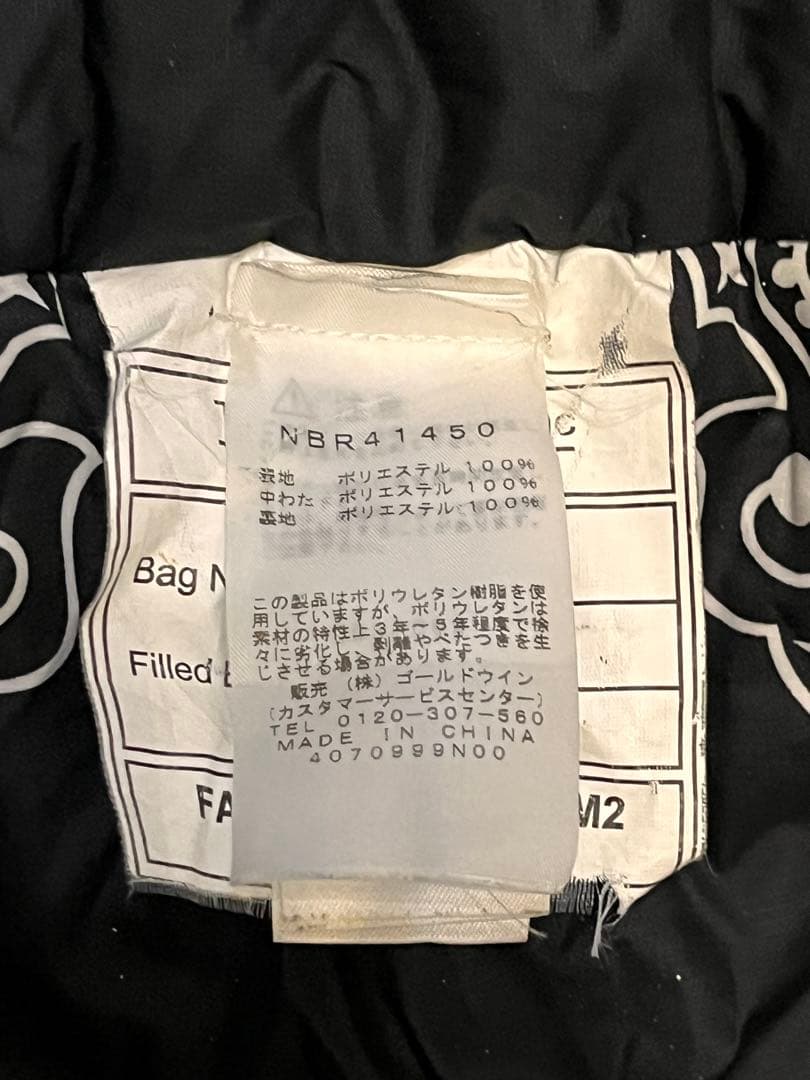 NBR41450
表地 ポリエステル 100%
中わた ポリエステル 100%
裏地 ポリエステル 100%
この製品はポリウレタン樹脂を使
用していますが、ポリウレタンは
素材の特性上3年〜5年程度で徐
々に劣化し、剥離やべたつきを生
じさせる場合があります。
販売 (株)ゴールドウイン
(カスタマーサービスセンター)
TEL 0120-307-560
MADE IN CHINA
4070999N00
Bag N
Filled
FA
M2